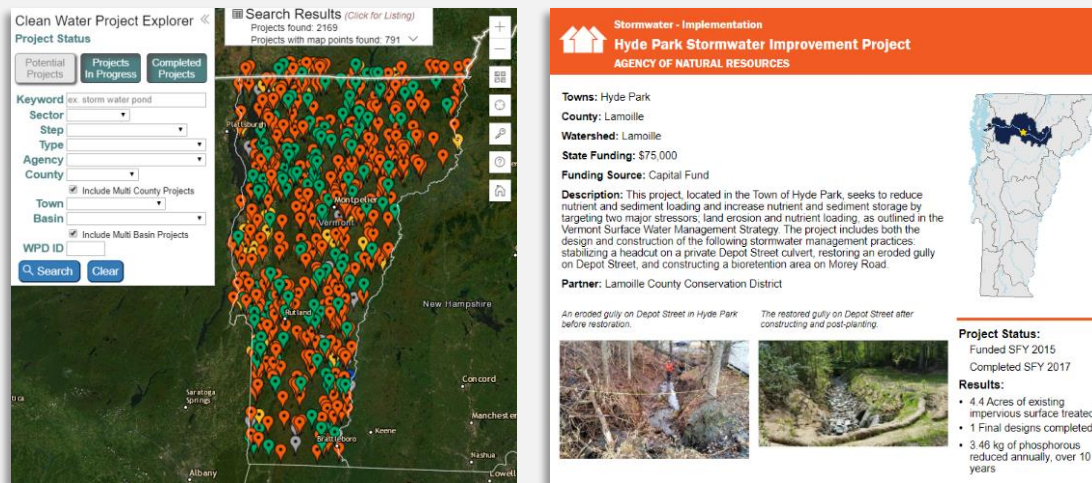 Clean Water Project Explorer
Project Status
Potential Projects
Projects In Progress
Completed Projects
Keyword ex. storm water pond
Sector
Step
Type
Agency
County
Include Multi County Projects
Town
Basin
Include Multi Basin Projects
WPD ID
Search Clear
Search Results (Click for Listing)
Projects found: 2169
Projects with map points found: 791
Plattsburgh
Montpelier
Vermont
Rutland
New Hampshire
Saratoga Springs
Concord
Manchester
Keene
Brattleboro
Nashua
Albany
Lowell
Stormwater - Implementation
Hyde Park Stormwater Improvement Project
AGENCY OF NATURAL RESOURCES
Towns: Hyde Park
County: Lamoille
Watershed: Lamoille
State Funding: $75,000
Funding Source: Capital Fund
Description: This project, located in the Town of Hyde Park, seeks to reduce
nutrient and sediment loading and increase nutrient and sediment storage by
targeting two major stressors, land erosion and nutrient loading, as outlined in the
Vermont Surface Water Management Strategy. The project includes both the
design and construction of the following stormwater management practices:
stabilizing a headcut on a private Depot Street culvert, restoring an eroded gully
on Depot Street, and constructing a bioretention area on Morey Road.
Partner: Lamoille County Conservation District
An eroded gully on Depot Street in Hyde Park
before restoration.
The restored gully on Depot Street after
constructing and post-planting.
Project Status:
Funded SFY 2015
Completed SFY 2017
Results:
• 4.4 Acres of existing
impervious surface treated
• 1 Final designs completed
• 3.46 kg of phosphorous
reduced annually, over 10
years